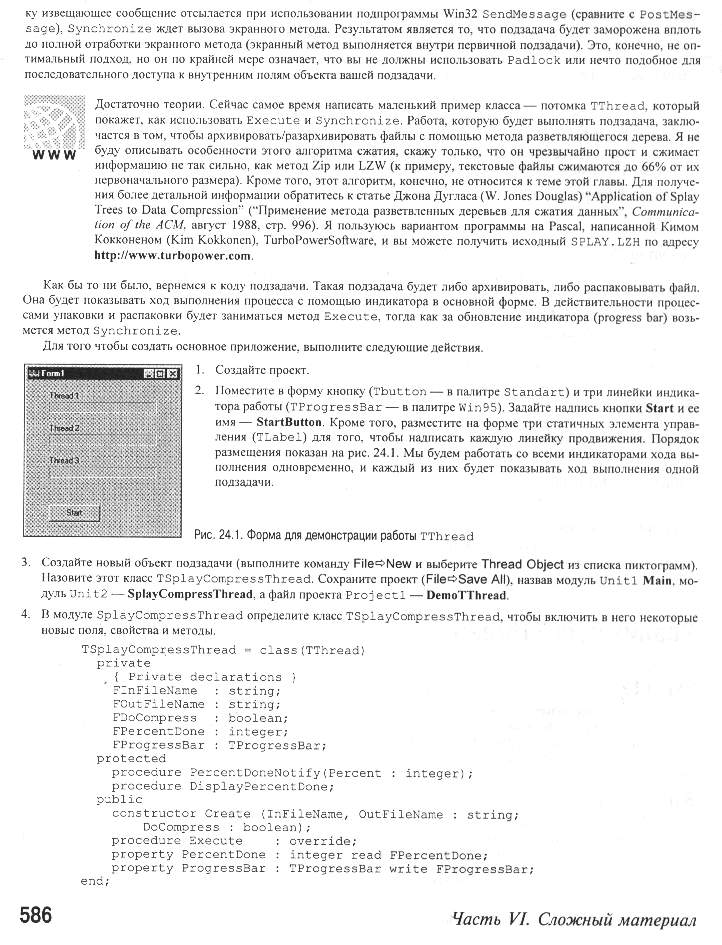 ку извещающее сообщение отсылается при использовании подпрограммы Win32 SendMessage (сравните с PostMes-
sage), Synchronize ждет вызова экранного метода. Результатом является то, что подзадача будет заморожена вплоть
до полной отработки экранного метода (экранный метод выполняется внутри первичной подзадачи). Это, конечно, не оп-
тимальный подход, но он по крайней мере означает, что вы не должны использовать Padlock или нечто подобное для
последовательного доступа к внутренним полям объекта вашей подзадачи.
Достаточно теории. Сейчас самое время написать маленький пример класса — потомка TThread, который
покажет, как использовать Execute и Synchronize. Работа, которую будет выполнять подзадача, заклю-
чается в том, чтобы архивировать/разархивировать файлы с помощью метода разветвляющегося дерева. Я не
WWW
буду описывать особенности этого алгоритма сжатия, скажу только, что он чрезвычайно прост и сжимает
информацию не так сильно, как метод Zip или LZW (к примеру, текстовые файлы сжимаются до 66% от их
первоначального размера). Кроме того, этот алгоритм, конечно, не относится к теме этой главы. Для получе-
ния более детальной информации обратитесь к статье Джона Дугласа (W. Jones Douglas) “Application of Splay
Trees to Data Compression” (“Применение метода разветвленных деревьев для сжатия данных”, Communica-
tion of the ACM, август 1988, стр. 996). Я пользуюсь вариантом программы на Pascal, написанной Кимом
Кокконеном (Kim Kokkonen), TurboPowerSoftware, и вы можете получить исходный SPLAY.LZH по адресу
http://www.turbopower.com.
Как бы то ни было, вернемся к коду подзадачи. Такая подзадача будет либо архивировать, либо распаковывать файл.
Она будет показывать ход выполнения процесса с помощью индикатора в основной форме. В действительности процес-
сами упаковки и распаковки будет заниматься метод Execute, тогда как за обновление индикатора (progress bar) возь-
мется метод Synchronize.
Для того чтобы создать основное приложение, выполните следующие действия.
Form1
Thread 1
Thread 2
Thread 3
Start
1. Создайте проект.
2. Поместите в форму кнопку (Tbutton — в палитре Standart) и три линейки индика-
тора работы (TProgressBar — в палитре Win95). Задайте надпись кнопки Start и ее
имя — StartButton. Кроме того, разместите на форме три статичных элемента управ-
ления (TLabel) для того, чтобы надписать каждую линейку продвижения. Порядок
размещения показан на рис. 24.1. Мы будем работать со всеми индикаторами хода вы-
полнения одновременно, и каждый из них будет показывать ход выполнения одной
подзадачи.
Рис. 24.1. Форма для демонстрации работы TThread
3. Создайте новый объект подзадачи (выполните команду File⇨New и выберите Thread Object из списка пиктограмм).
Назовите этот класс TSplayCompressThread. Сохраните проект (File⇨Save All), назвав модуль Unit1 Main, мо-
дуль Unit2 — SplayCompressThread, а файл проекта Project1 — DemoTThread.
4. В модуле SplayCompressThread определите класс TSplayCompressThread, чтобы включить в него некоторые
новые поля, свойства и методы.
TSplayCompressThread = class(TThread)
private
{ Private declarations }
FInFileName : string;
FOutFileName : string;
FDoCompress : boolean;
FPercentDone : integer;
FProgressBar : TProgressBar;
protected
procedure PercentDoneNotify(Percent : integer);
procedure DisplayPercentDone;
public
constructor Create (InFileName, OutFileName : string;
DoCompress : boolean);
procedure Execute : override;
property PercentDone : integer read FPercentDone;
property ProgressBar : TProgressBar write FProgressBar;
end;
586
Часть VI. Сложный материал